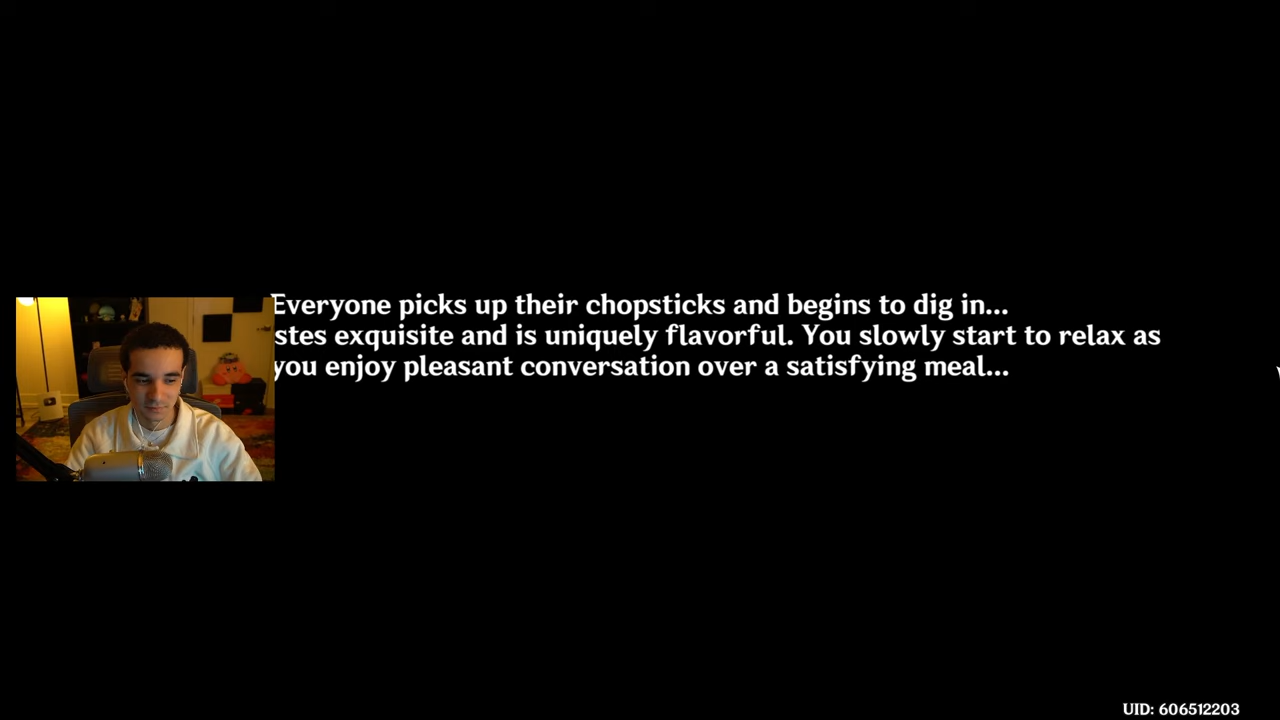 Everyone picks up their chopsticks and begins to dig in...
exquisite and is uniquely flavorful. You slowly start to relax as
you enjoy pleasant conversation over a satisfying meal...
UID: 606512203